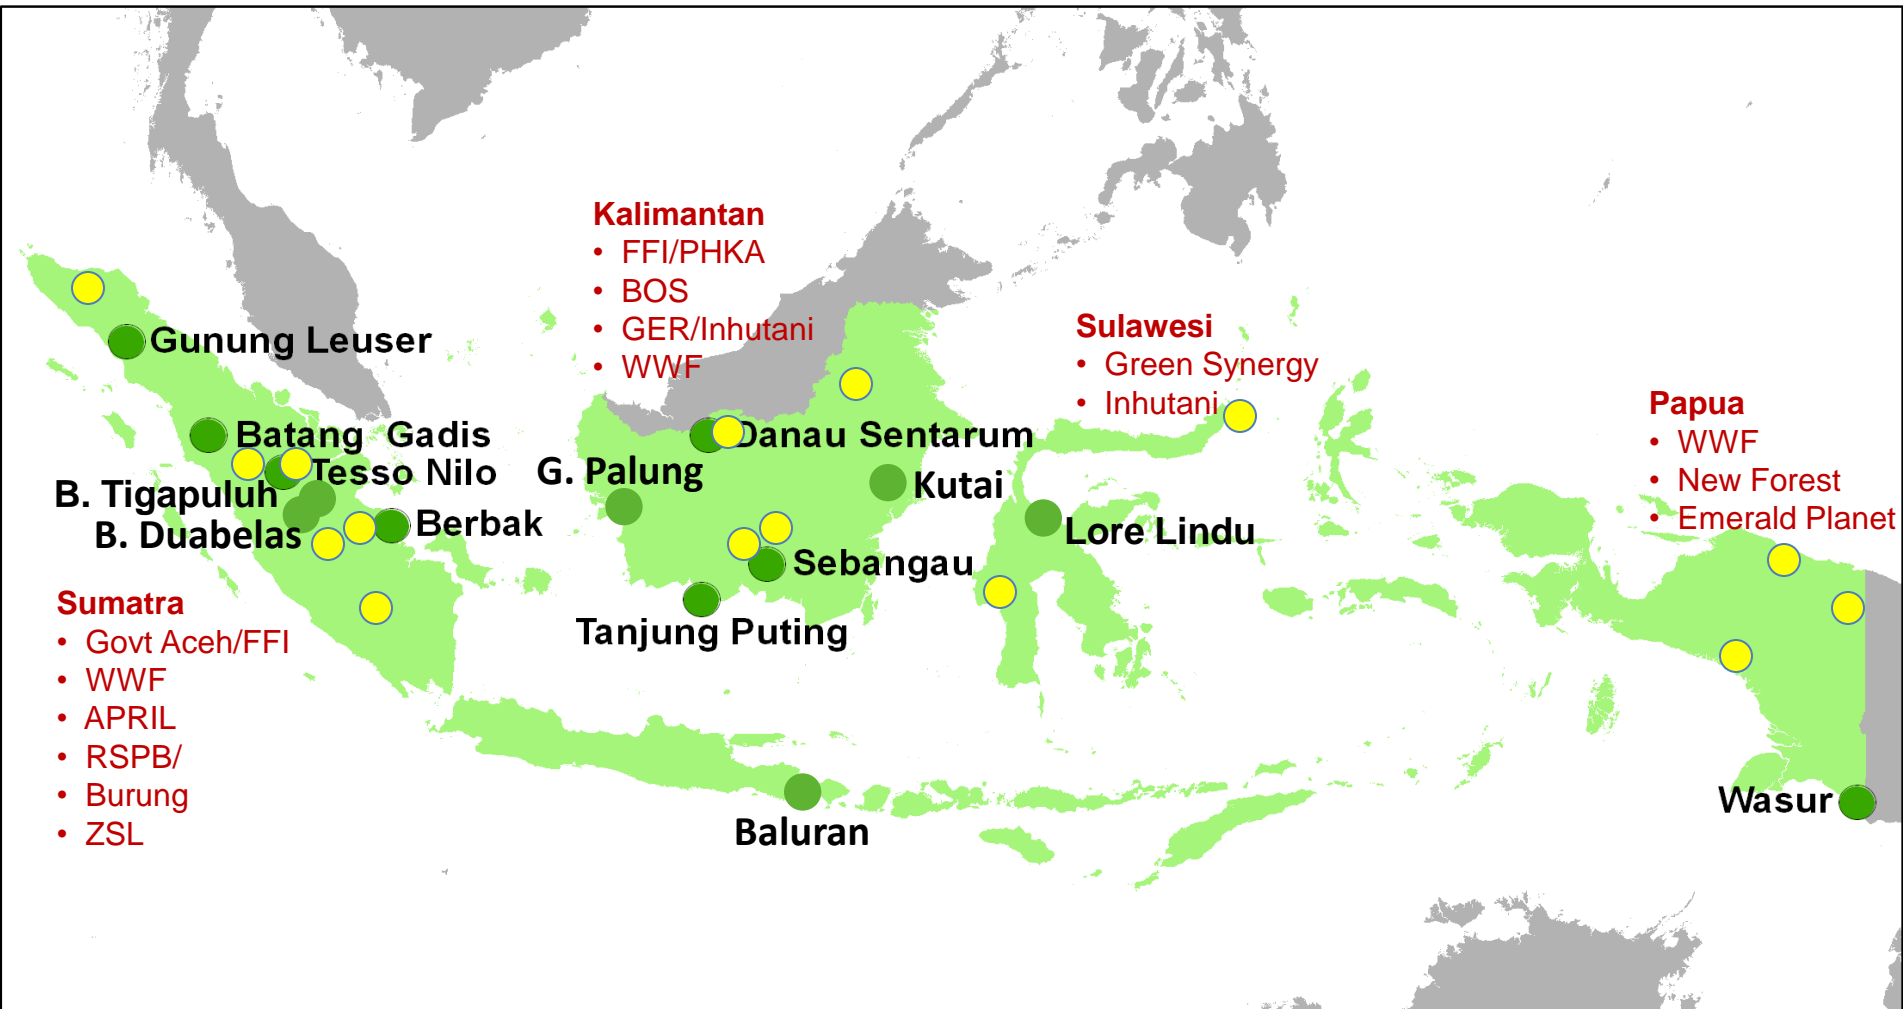 Kalimantan
• FFI/PHKA
• BOS
• GER/Inhutani
• WWF
Sulawesi
• Green Synergy
• Inhutani
Papua
• WWF
• New Forest
• Emerald Planet
Gunung Leuser
Batang Gadis
Tesso Nilo
B. Tigapuluh
B. Duabelas
Berbak
Danau Sentarum
G. Palung
Kutai
Lore Lindu
Sebangau
Tanjung Puting
Sumatra
• Govt Aceh/FFI
• WWF
• APRIL
• RSPB/
• Burung
• ZSL
Baluran
Wasur